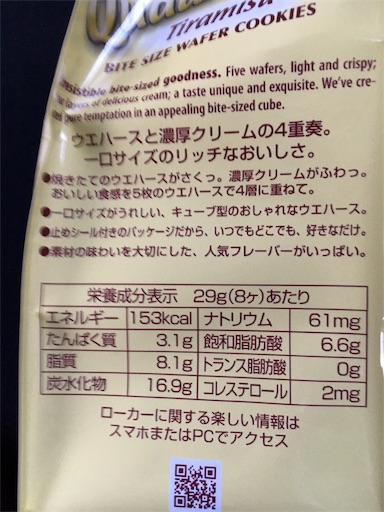 Tiramisu
BITE SIZE WAFER COOKIES
bite-sized goodness. Five wafers, light and crispy;
of delicious cream; a taste unique and exquisite. We've cre-
pure temptation in an appealing bite-sized cube.
ウエハースと濃厚クリームの4重奏。
一口サイズのリッチなおいしさ。
●焼きたてのウエハースがさくっ。濃厚クリームがふわっ。
おいしい食感を5枚のウエハースで4層に重ねて。
●一口サイズがうれしい、キューブ型のおしゃれなウエハース。
●止めシール付きのパッケージだから、いつでもどこでも、好きなだけ。
●素材の味わいを大切にした、人気フレーバーがいっぱい。
栄養成分表示 29g(8ヶ)あたり
エネルギー 153kcal ナトリウム 61mg
たんぱく質 3.1g 飽和脂肪酸 6.6g
脂質 8.1g トランス脂肪酸 0g
炭水化物 16.9g コレステロール 2mg
ローカーに関する楽しい情報は
スマホまたはPCでアクセス